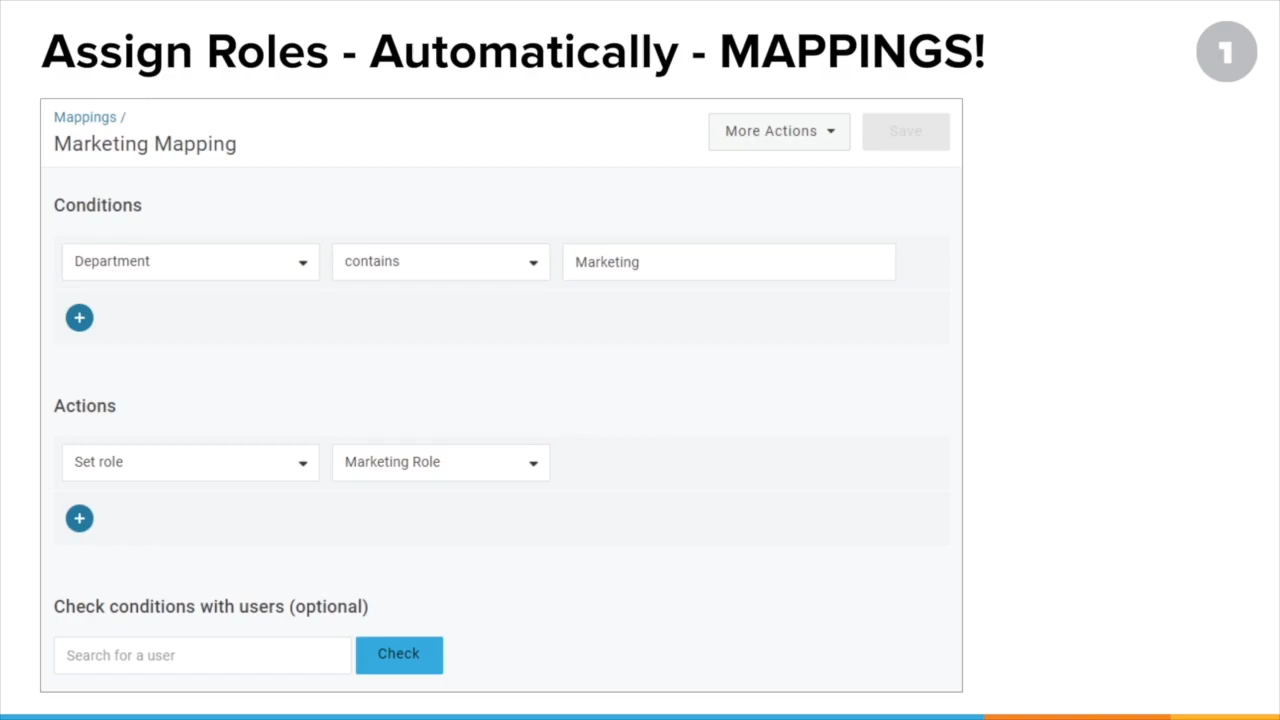 Assign Roles - Automatically - MAPPINGS!
1
Mappings /
Marketing Mapping
More Actions
Save
Conditions
Department
contains
Marketing
+
Actions
Set role
Marketing Role
+
Check conditions with users (optional)
Search for a user
Check